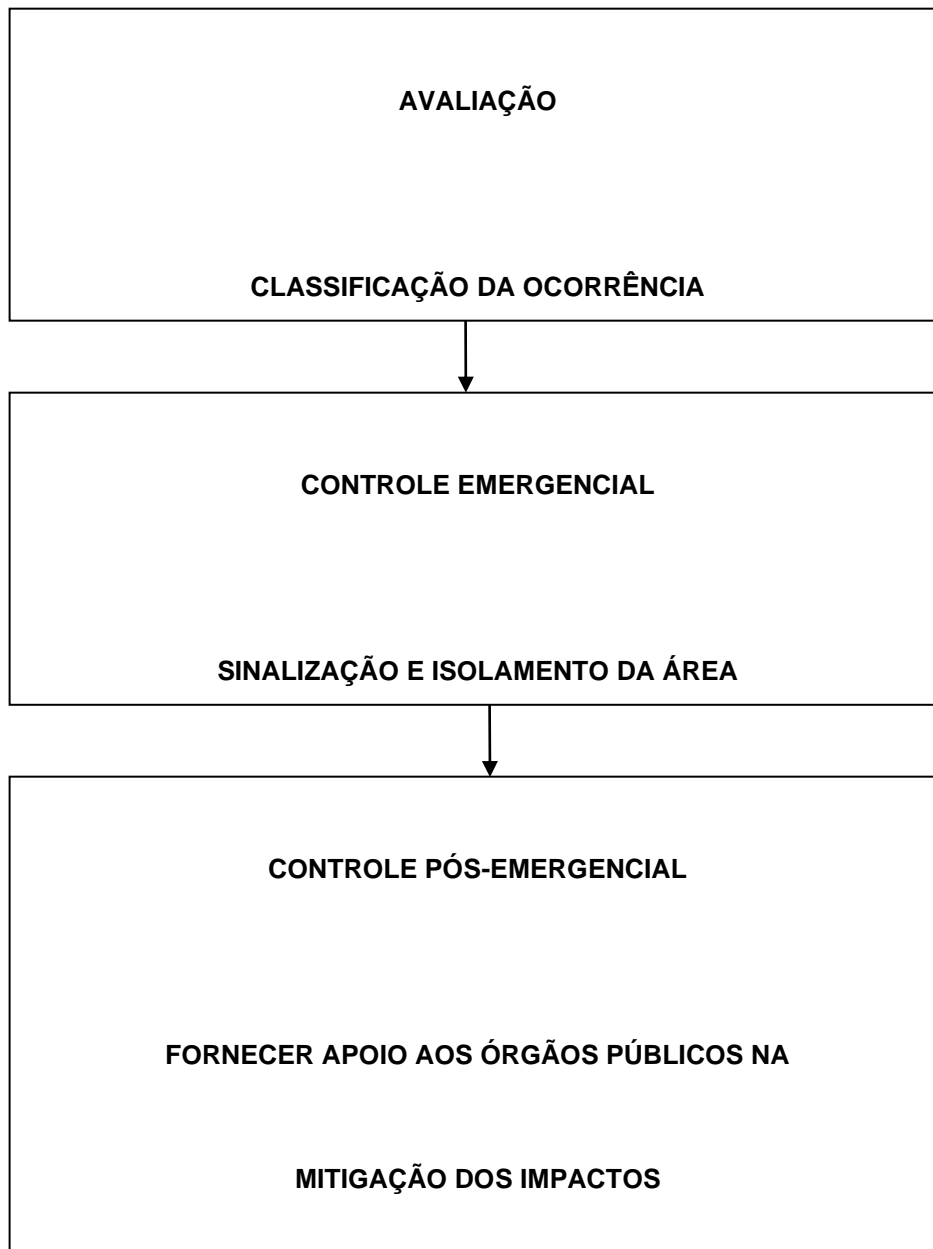 AVALIAÇÃO
CLASSIFICAÇÃO DA OCORRÊNCIA
CONTROLE EMERGENCIAL
SINALIZAÇÃO E ISOLAMENTO DA ÁREA
CONTROLE PÓS-EMERGENCIAL
FORNECER APOIO AOS ÓRGÃOS PÚBLICOS NA
MITIGAÇÃO DOS IMPACTOS